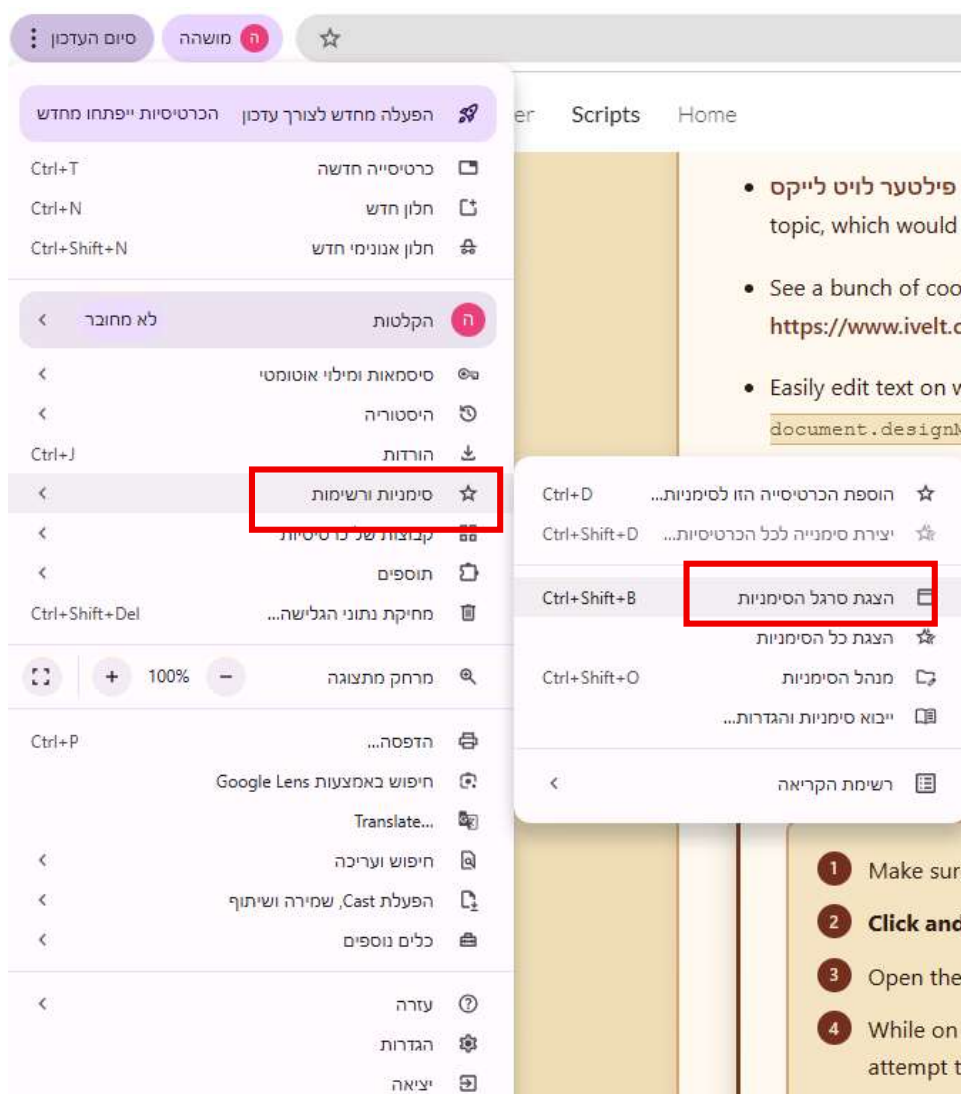 סיום העדכון
ה מושהה
הפעלה מחדש לצורך עדכון הכרטיסיות ייפתחו מחדש
כרטיסייה חדשה Ctrl+T
חלון חדש Ctrl+N
חלון אנונימי חדש Ctrl+Shift+N
ה הקלטות לא מחובר
סיסמאות ומילוי אוטומטי
היסטוריה
הורדות Ctrl+J
סימניות ורשימות
קבוצות של כרטיסיות
תוספים
מחיקת נתוני הגלישה... Ctrl+Shift+Del
מרחק מתצוגה − 100% +
הדפסה... Ctrl+P
חיפוש באמצעות Google Lens
Translate...
חיפוש ועריכה
הפעלת Cast, שמירה ושיתוף
כלים נוספים
עזרה
הגדרות
יציאה
Scripts Home
פילטער לויט לייקס
topic, which would
See a bunch of coo
https://www.ivelt.c
Easily edit text on w
document.designM
הוספת הכרטיסייה הזו לסימניות... Ctrl+D
יצירת סימנייה לכל הכרטיסיות... Ctrl+Shift+D
הצגת סרגל הסימניות Ctrl+Shift+B
הצגת כל הסימניות
מנהל הסימניות Ctrl+Shift+O
ייבוא סימניות והגדרות...
רשימת הקריאה
1 Make sur
2 Click and
3 Open the
4 While on
attempt t